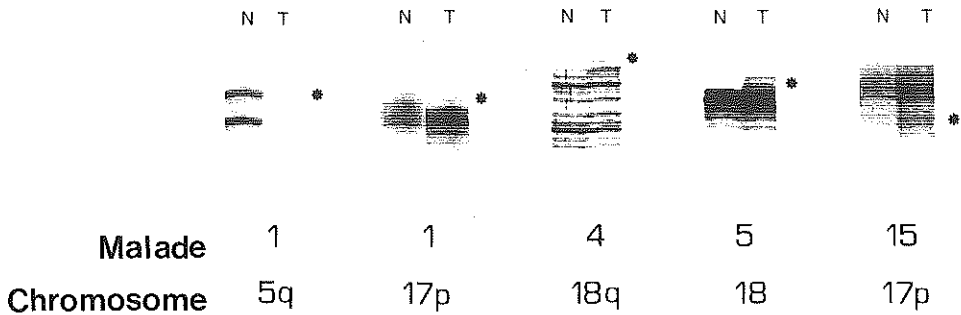 N T N T N T N T N T
Malade 1 1 4 5 15
Chromosome 5q 17p 18q 18 17p